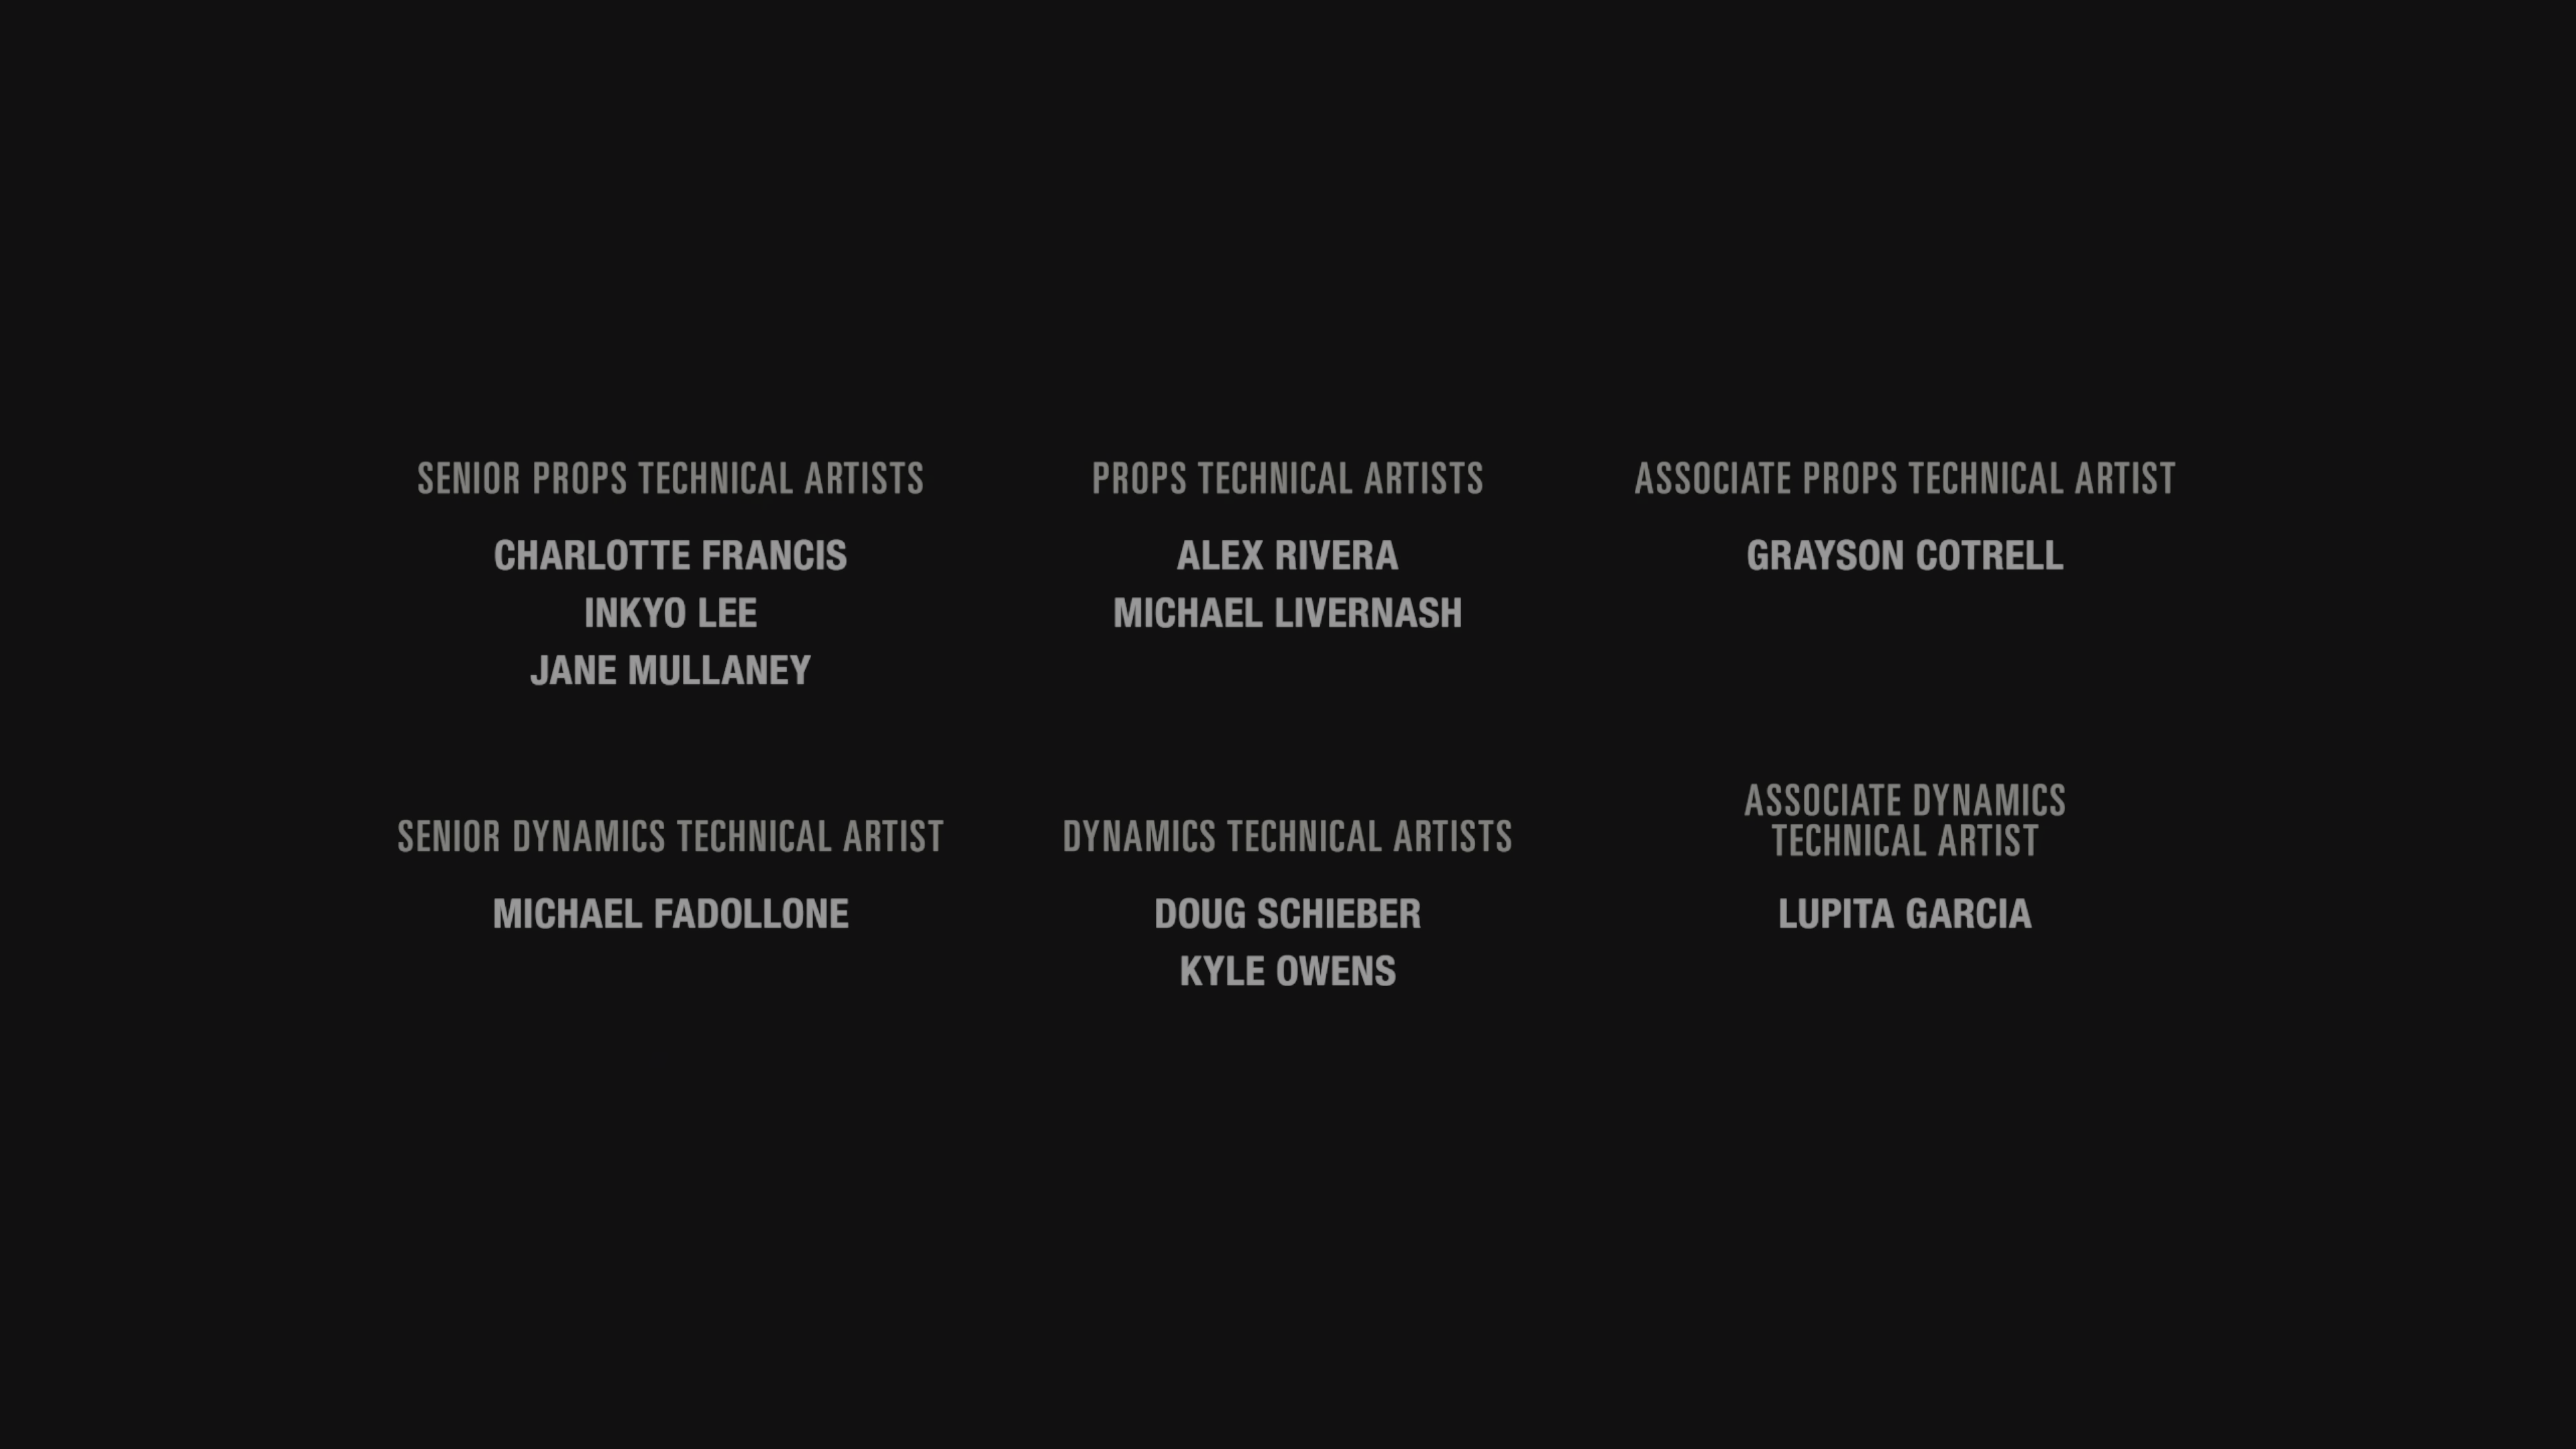 SENIOR PROPS TECHNICAL ARTISTS
CHARLOTTE FRANCIS
INKYO LEE
JANE MULLANEY
PROPS TECHNICAL ARTISTS
ALEX RIVERA
MICHAEL LIVERNASH
ASSOCIATE PROPS TECHNICAL ARTIST
GRAYSON COTRELL
SENIOR DYNAMICS TECHNICAL ARTIST
MICHAEL FADOLLONE
DYNAMICS TECHNICAL ARTISTS
DOUG SCHIEBER
KYLE OWENS
ASSOCIATE DYNAMICS
TECHNICAL ARTIST
LUPITA GARCIA